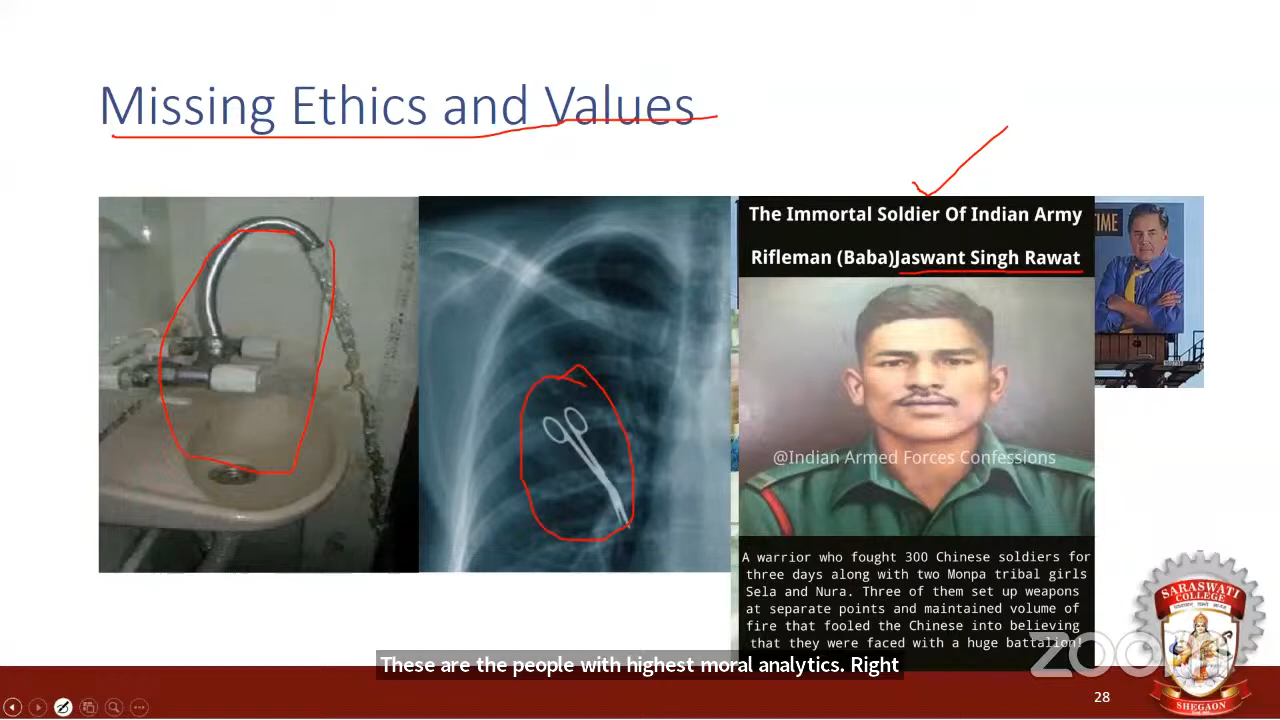 Missing Ethics and Values
The Immortal Soldier Of Indian Army
Rifleman (Baba)Jaswant Singh Rawat
TIME
@Indian Armed Forces Confessions
A warrior who fought 300 Chinese soldiers for
three days along with two Monpa tribal girls
Sela and Nura. Three of them set up weapons
at separate points and maintained volume of
fire that fooled the Chinese into believing
that they were faced with a huge battalion!
These are the people with highest moral analytics. Right
zoom
28
SARASWATI
COLLEGE
SHEGAON